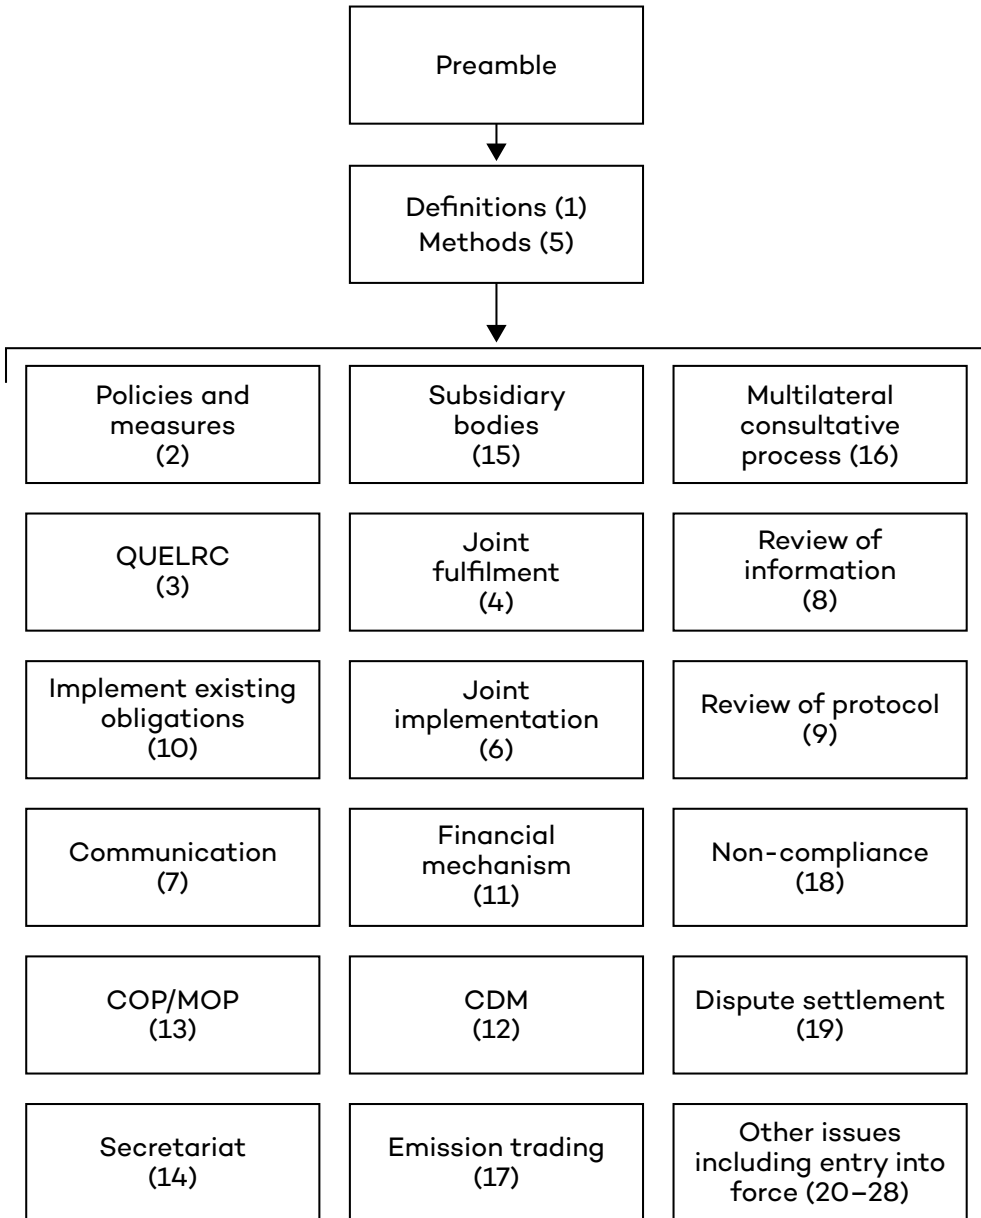 Preamble
Definitions (1)
Methods (5)
Policies and
measures
(2)
Subsidiary
bodies
(15)
Multilateral
consultative
process (16)
QUELRC
(3)
Joint
fulfilment
(4)
Review of
information
(8)
Implement existing
obligations
(10)
Joint
implementation
(6)
Review of protocol
(9)
Communication
(7)
Financial
mechanism
(11)
Non-compliance
(18)
COP/MOP
(13)
CDM
(12)
Dispute settlement
(19)
Secretariat
(14)
Emission trading
(17)
Other issues
including entry into
force (20–28)